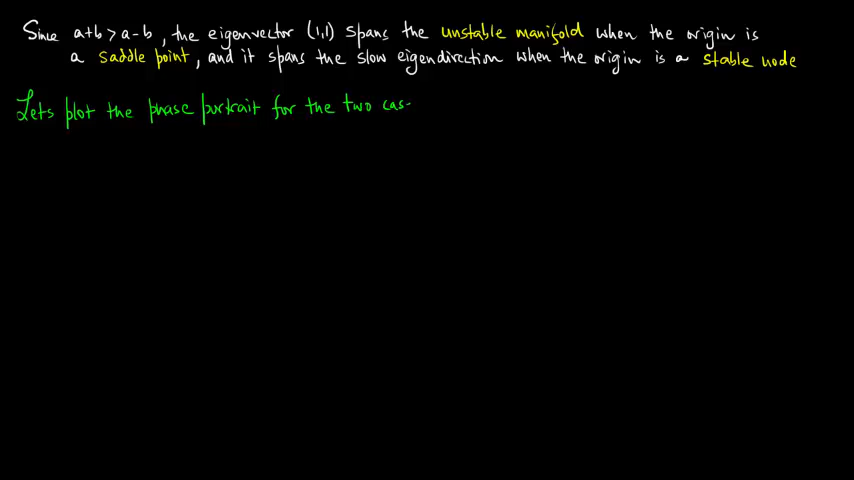 Since a+b > a-b, the eigenvector (1,1) spans the unstable manifold when the origin is
a saddle point, and it spans the slow eigendirection when the origin is a stable node
Lets plot the phase portrait for the two cas